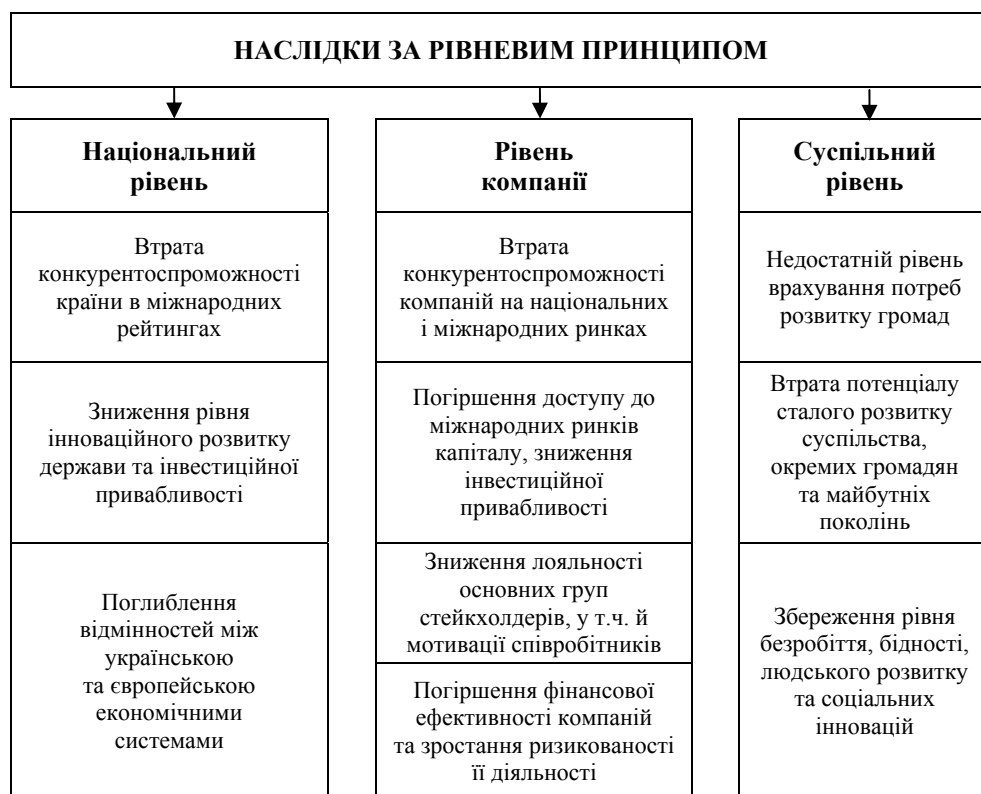 НАСЛІДКИ ЗА РІВНЕВИМ ПРИНЦИПОМ
Національний
рівень
Втрата
конкурентоспроможності
країни в міжнародних
рейтингах
Зниження рівня
інноваційного розвитку
держави та інвестиційної
привабливості
Поглиблення
відмінностей між
українською
та європейською
економічними
системами
Рівень
компанії
Втрата
конкурентоспроможності
компаній на національних
і міжнародних ринках
Погіршення доступу до
міжнародних ринків
капіталу, зниження
інвестиційної
привабливості
Зниження лояльності
основних груп
стейкхолдерів, у т.ч. й
мотивації співробітників
Погіршення фінансової
ефективності компаній
та зростання ризикованості
її діяльності
Суспільний
рівень
Недостатній рівень
врахування потреб
розвитку громад
Втрата потенціалу
сталого розвитку
суспільства,
окремих громадян
та майбутніх
поколінь
Збереження рівня
безробіття, бідності,
людського розвитку
та соціальних
інновацій